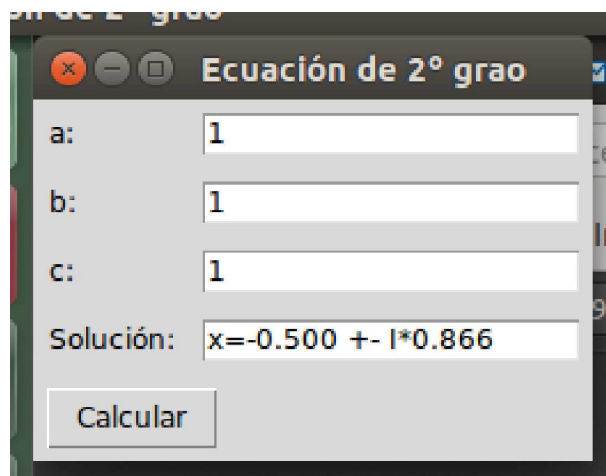 Ecuación de 2º grao
a: 1
b: 1
c: 1
Solución: x=-0.500 +- I*0.866
Calcular